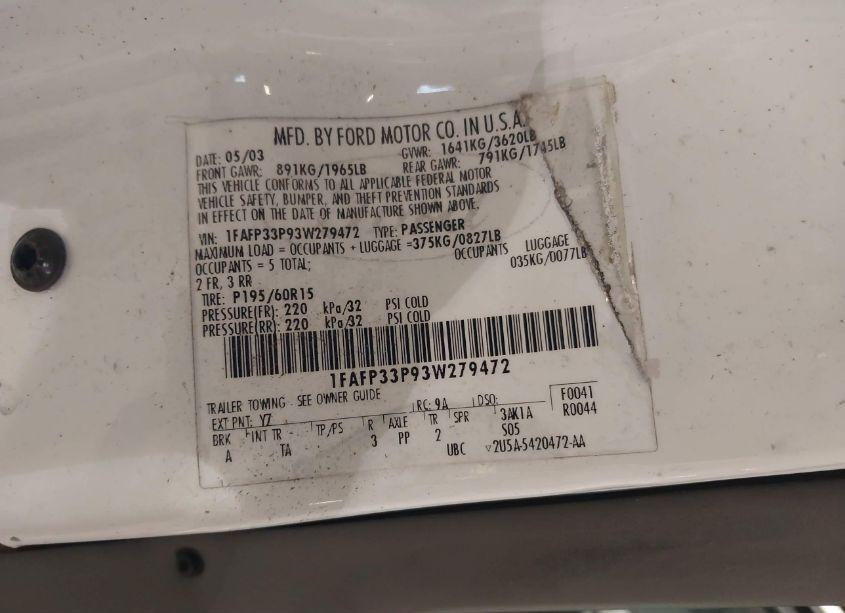 MFD. BY FORD MOTOR CO. IN U.S.A.
DATE: 05/03 GVWR: 1641KG/3620LB
FRONT GAWR: 891KG/1965LB REAR GAWR: 791KG/1745LB
THIS VEHICLE CONFORMS TO ALL APPLICABLE FEDERAL MOTOR
VEHICLE SAFETY, BUMPER, AND THEFT PREVENTION STANDARDS
IN EFFECT ON THE DATE OF MANUFACTURE SHOWN ABOVE.
VIN: 1FAFP33P93W279472 TYPE: PASSENGER
MAXIMUM LOAD = OCCUPANTS + LUGGAGE =375KG/0827LB
OCCUPANTS = 5 TOTAL; OCCUPANTS LUGGAGE
2 FR, 3 RR 035KG/0077LB
TIRE: P195/60R15
PRESSURE(FR): 220 kPa/32 PSI COLD
PRESSURE(RR): 220 kPa/32 PSI COLD
1FAFP33P93W279472
TRAILER TOWING - SEE OWNER GUIDE
EXT PNT: YZ RC: 9A DSO: F0041
BRK INT TR TP/PS R AXLE TR SPR 3AK1A R0044
A TA 3 PP 2 S05
UBC ▽2U5A-5420472-AA